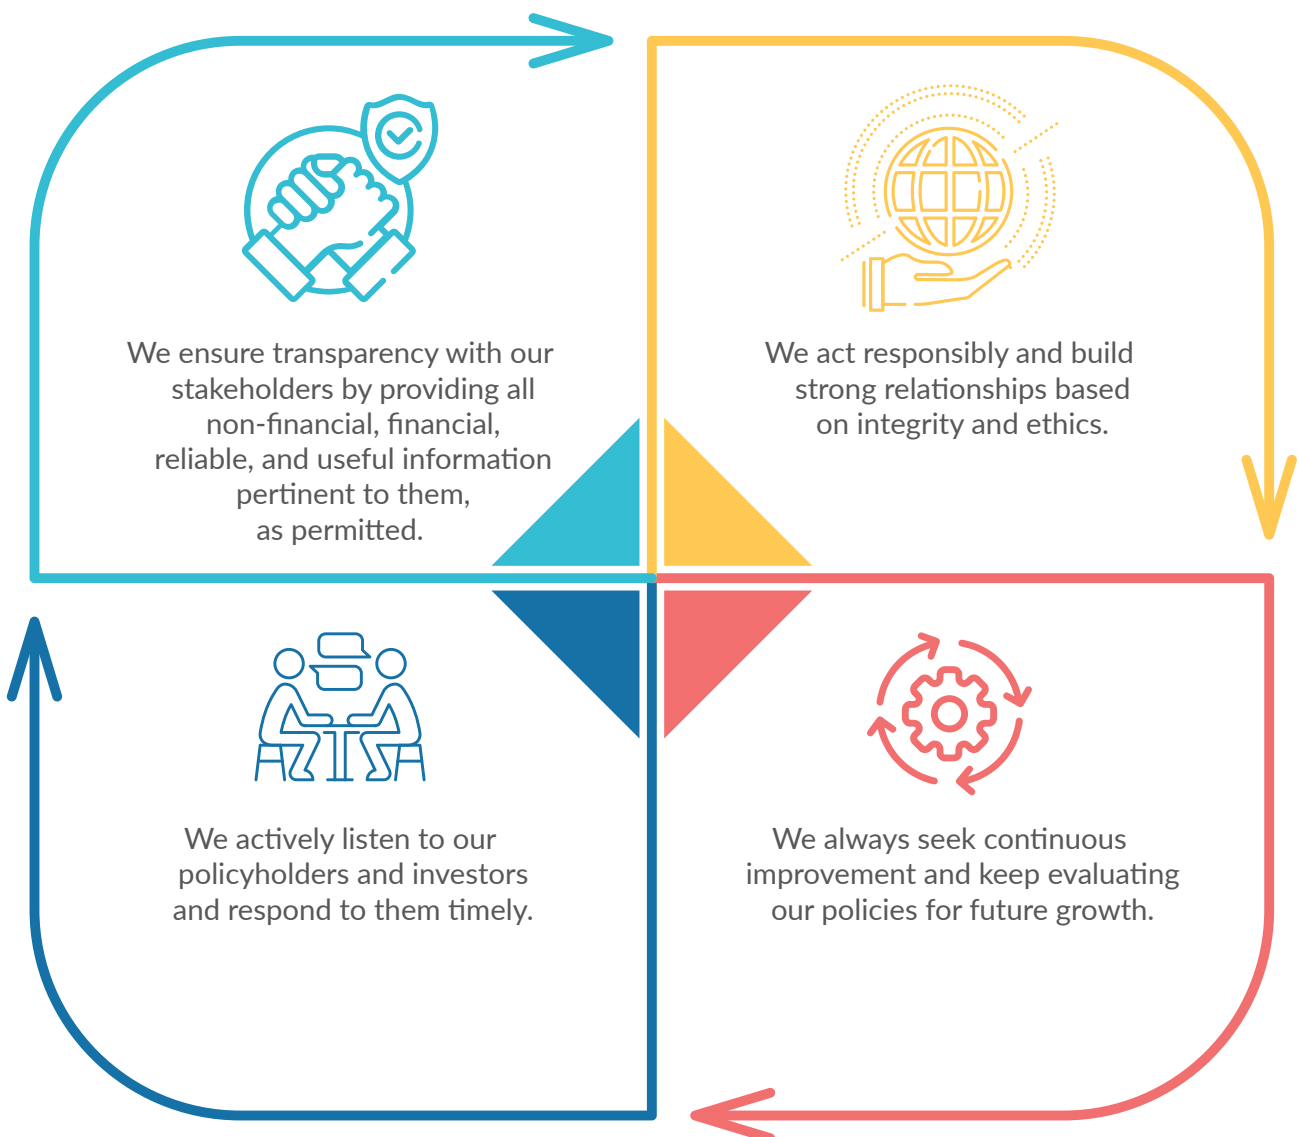 We ensure transparency with our
stakeholders by providing all
non-financial, financial,
reliable, and useful information
pertinent to them,
as permitted.
We act responsibly and build
strong relationships based
on integrity and ethics.
We actively listen to our
policyholders and investors
and respond to them timely.
We always seek continuous
improvement and keep evaluating
our policies for future growth.